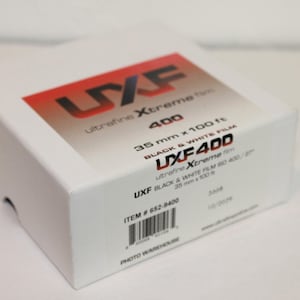 UXF
ultrafine Xtreme film
400
35 mm x 100 ft
BLACK & WHITE FILM
UXF400
ultrafine Xtreme film
UXF BLACK & WHITE FILM ISO 400 / 27°
35 mm x 100 ft
ITEM # 652-9400
PHOTO WAREHOUSE